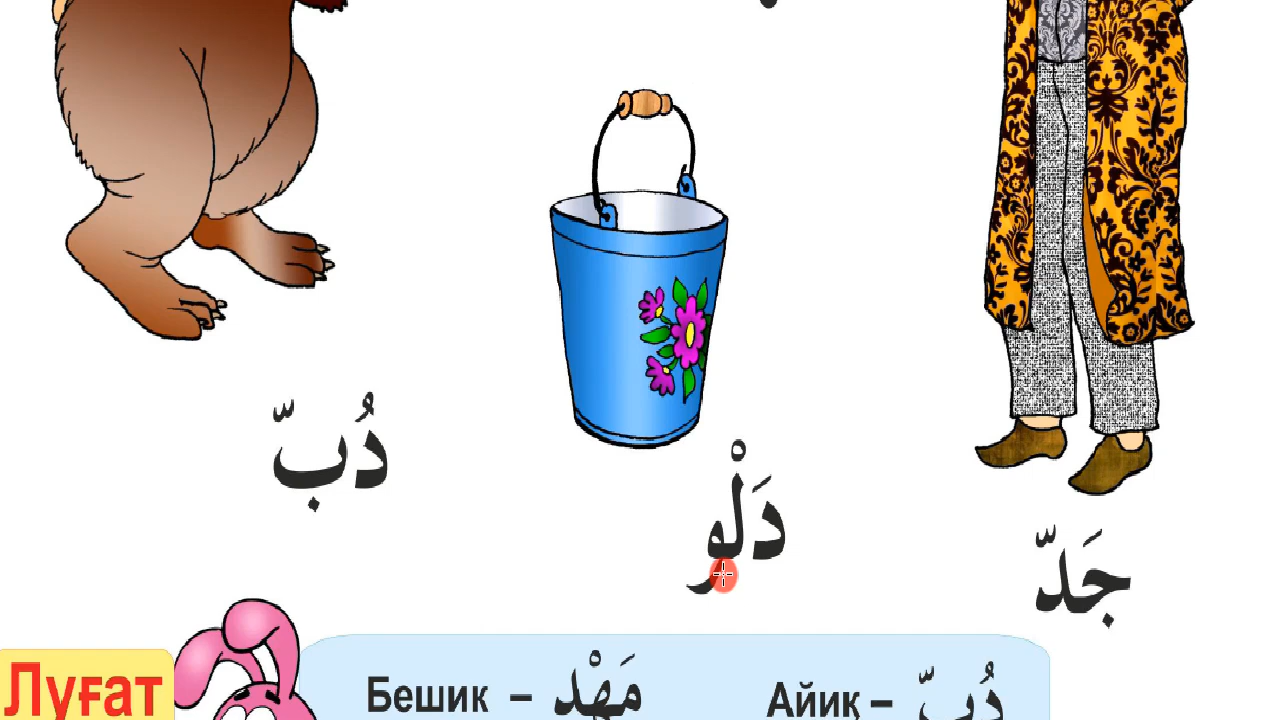 دُبّ
دَلْو
جَدّ
Луғат
Бешик – مَهْد
Айиқ – دُبّ